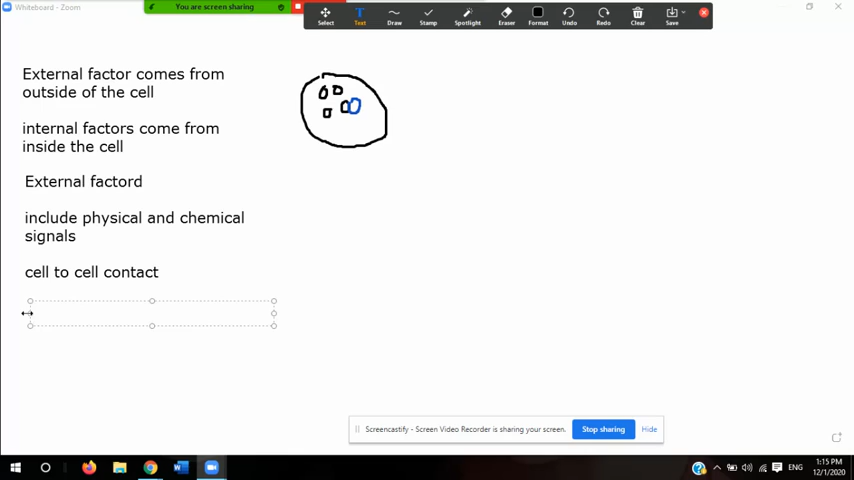 Whiteboard - Zoom
You are screen sharing
Select
Text
Draw
Stamp
Spotlight
Eraser
Format
Undo
Redo
Clear
Save
External factor comes from
outside of the cell
internal factors come from
inside the cell
External factord
include physical and chemical
signals
cell to cell contact
Screencastify - Screen Video Recorder is sharing your screen.
Stop sharing
Hide
ENG
1:15 PM
12/1/2020